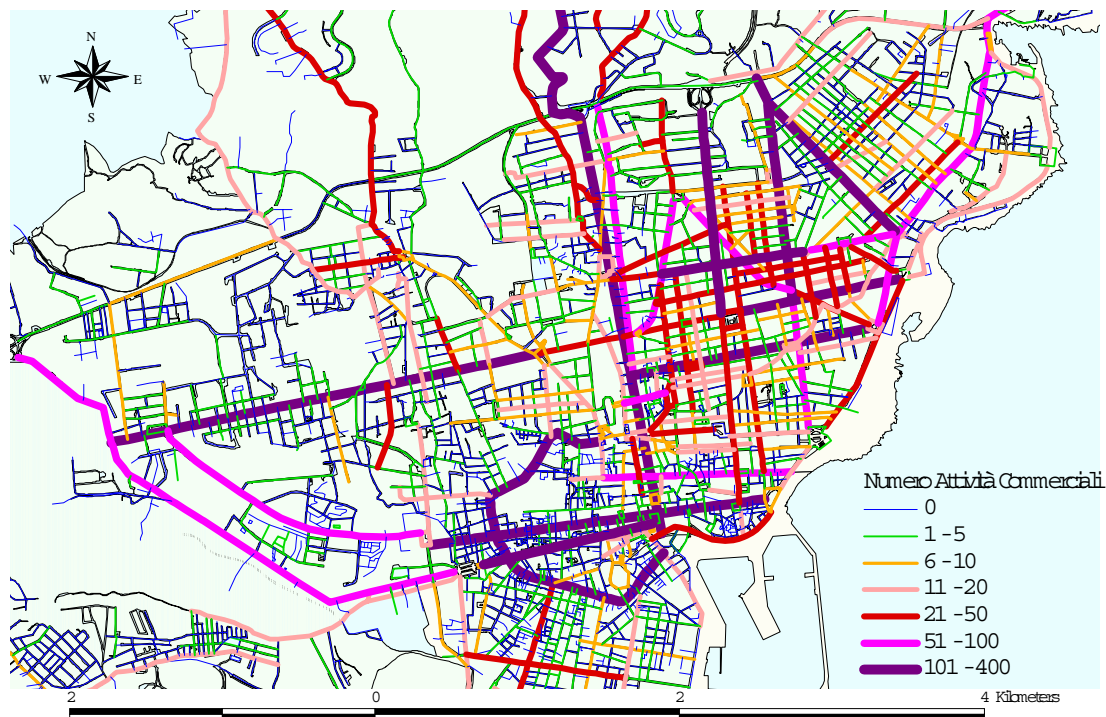 N
W E
S
Numero Attività Commerciali
0
1 - 5
6 - 10
11 - 20
21 - 50
51 - 100
101 - 400
2 0 2 4 Kilometers